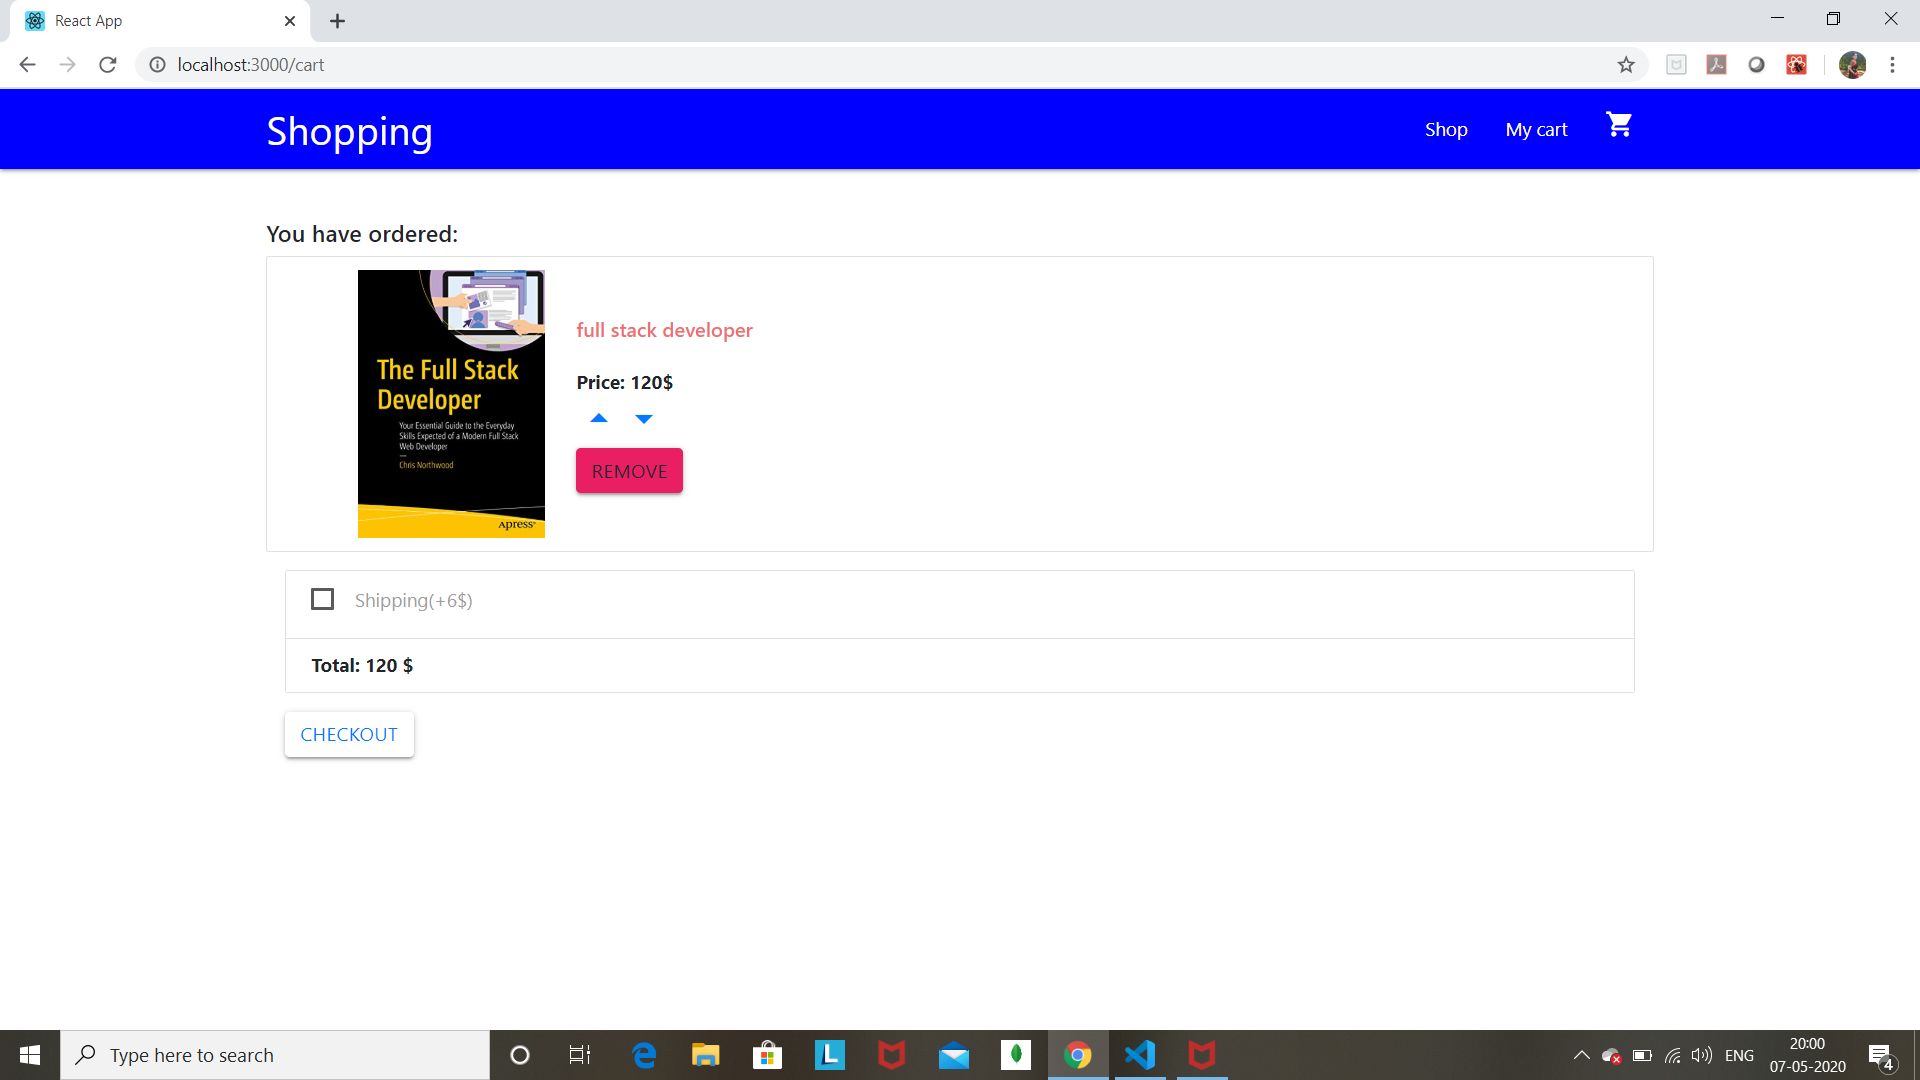 React App
localhost:3000/cart
Shopping
Shop
My cart
You have ordered:
The Full Stack
Developer
Your Essential Guide to the Everyday
Skills Expected of a Modern Full Stack
Web Developer
—
Chris Northwood
Apress®
full stack developer
Price: 120$
REMOVE
Shipping(+6$)
Total: 120 $
CHECKOUT
Type here to search
L
ENG
20:00
07-05-2020
4